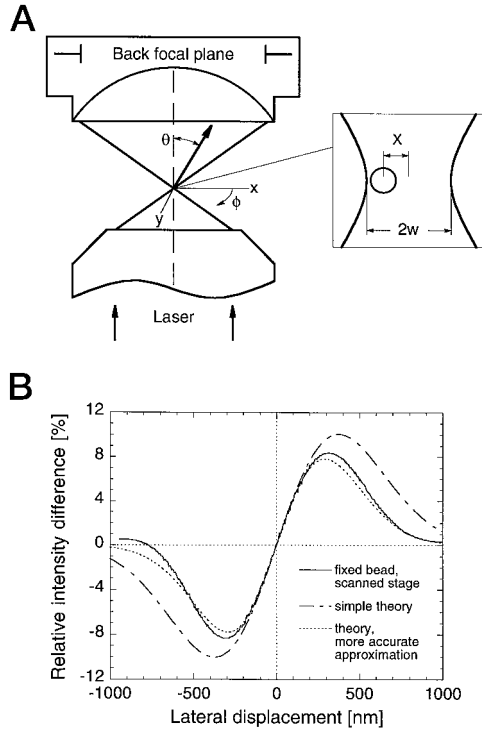 A
Back focal plane
θ
x
ϕ
y
X
2w
Laser
B
Relative intensity difference [%]
12
8
4
0
-4
-8
-12
fixed bead,
scanned stage
simple theory
theory,
more accurate
approximation
-1000
-500
0
500
1000
Lateral displacement [nm]